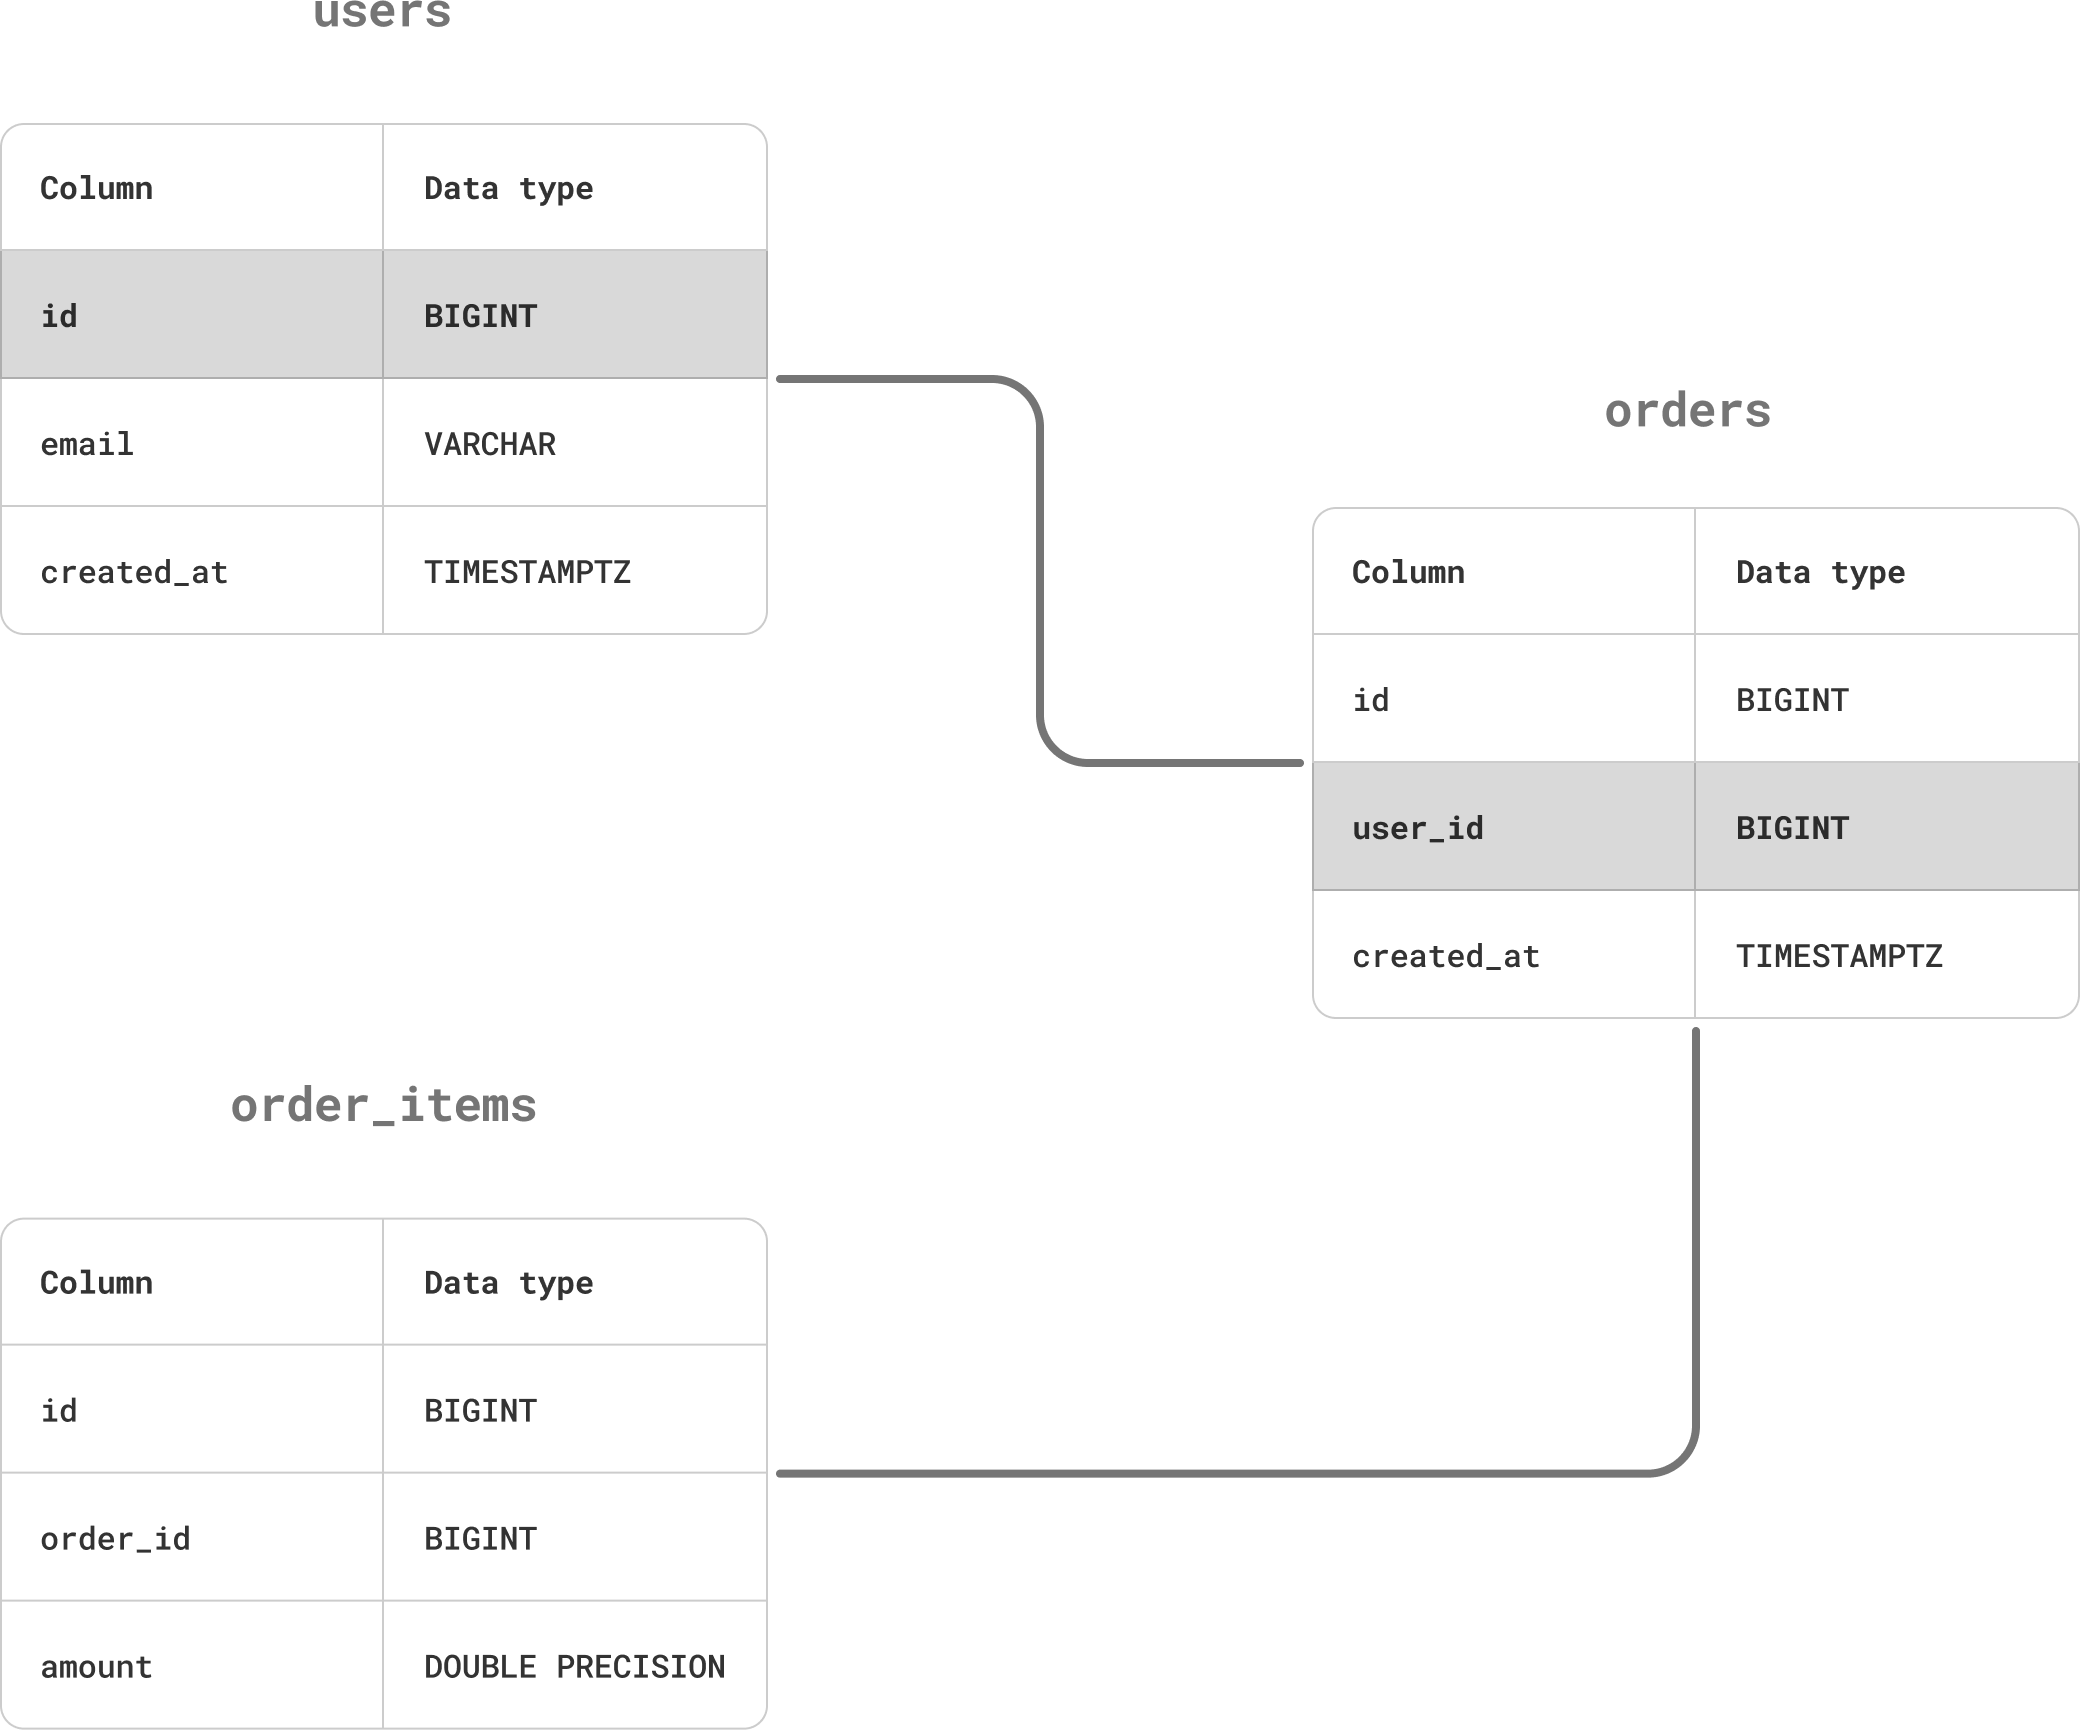 users
Column Data type
id BIGINT
email VARCHAR
created_at TIMESTAMPTZ
orders
Column Data type
id BIGINT
user_id BIGINT
created_at TIMESTAMPTZ
order_items
Column Data type
id BIGINT
order_id BIGINT
amount DOUBLE PRECISION